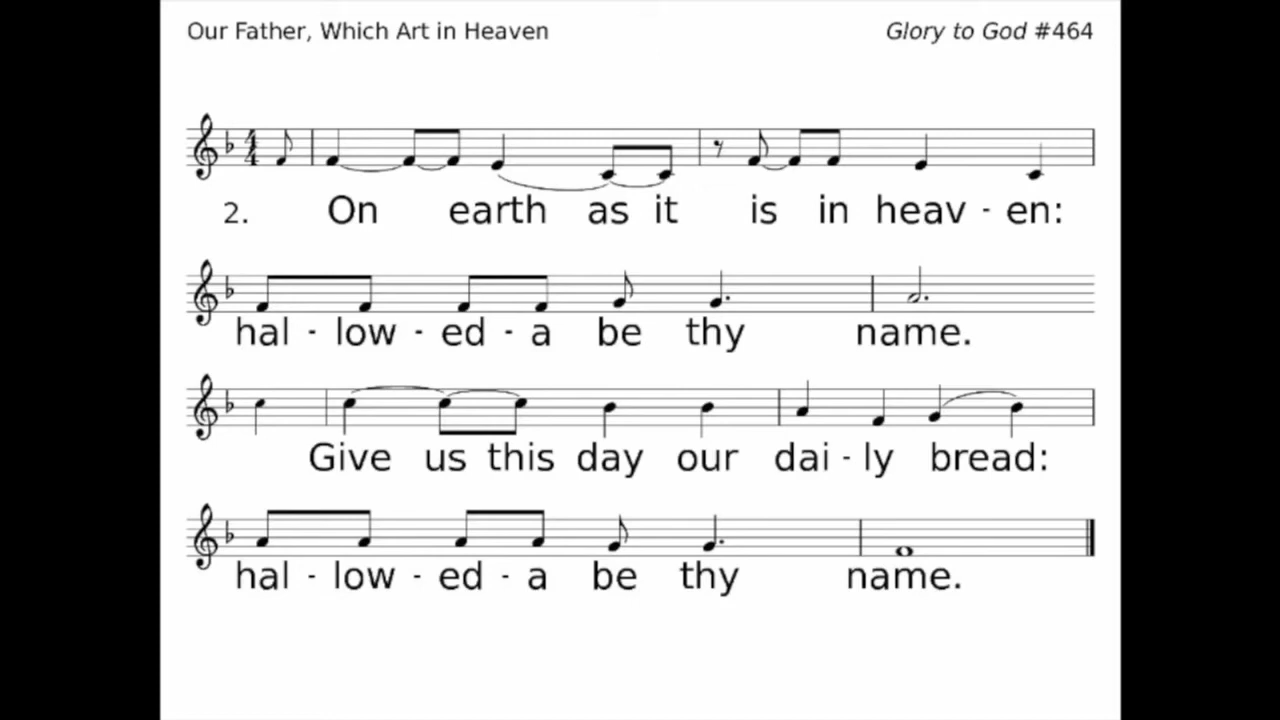 Our Father, Which Art in Heaven Glory to God #464
4
4
2. On earth as it is in heav - en:
hal - low - ed - a be thy name.
Give us this day our dai - ly bread:
hal - low - ed - a be thy name.